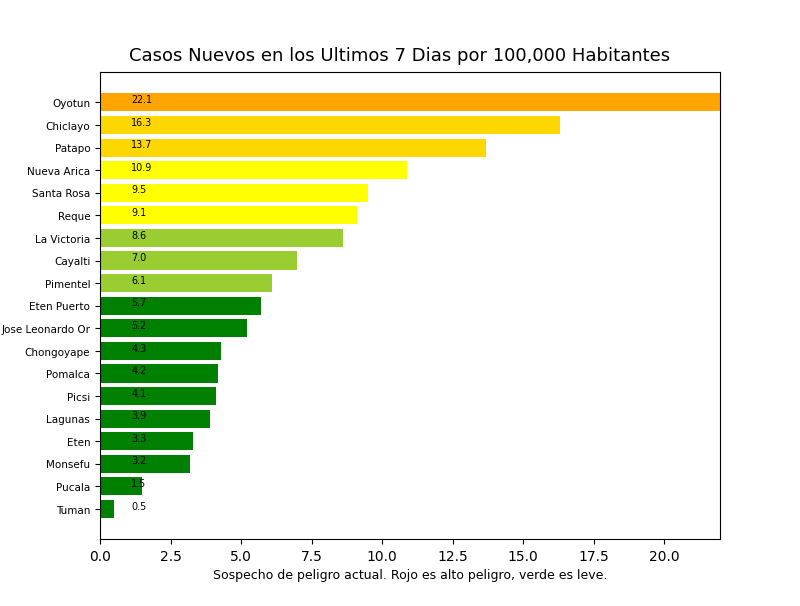 Casos Nuevos en los Ultimos 7 Dias por 100,000 Habitantes
Oyotun 22.1
Chiclayo 16.3
Patapo 13.7
Nueva Arica 10.9
Santa Rosa 9.5
Reque 9.1
La Victoria 8.6
Cayalti 7.0
Pimentel 6.1
Eten Puerto 5.7
Jose Leonardo Or 5.2
Chongoyape 4.3
Pomalca 4.2
Picsi 4.1
Lagunas 3.9
Eten 3.3
Monsefu 3.2
Pucala 1.5
Tuman 0.5
0.0 2.5 5.0 7.5 10.0 12.5 15.0 17.5 20.0
Sospecho de peligro actual. Rojo es alto peligro, verde es leve.